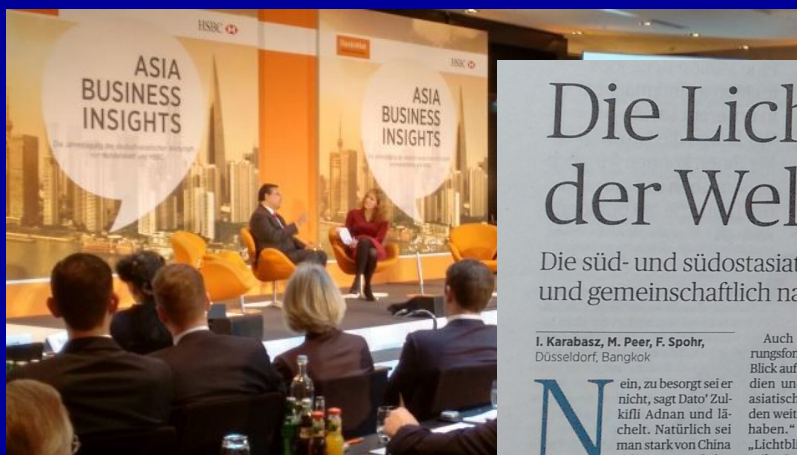 HSBC
ASIA
BUSINESS
INSIGHTS
Handelsblatt
HSBC
ASIA
BUSINESS
INSIGHTS
Die Lich
der Wel
Die süd- und südostasiat
und gemeinschaftlich na
I. Karabasz, M. Peer, F. Spohr,
Düsseldorf, Bangkok
Nein, zu besorgt sei er
nicht, sagt Dato' Zul-
kifli Adnan und lä-
chelt. Natürlich sei
man stark von China
Auch
rungsfor
Blick auf
dien un
asiatisch
den weit
haben.“
„Lichtbl